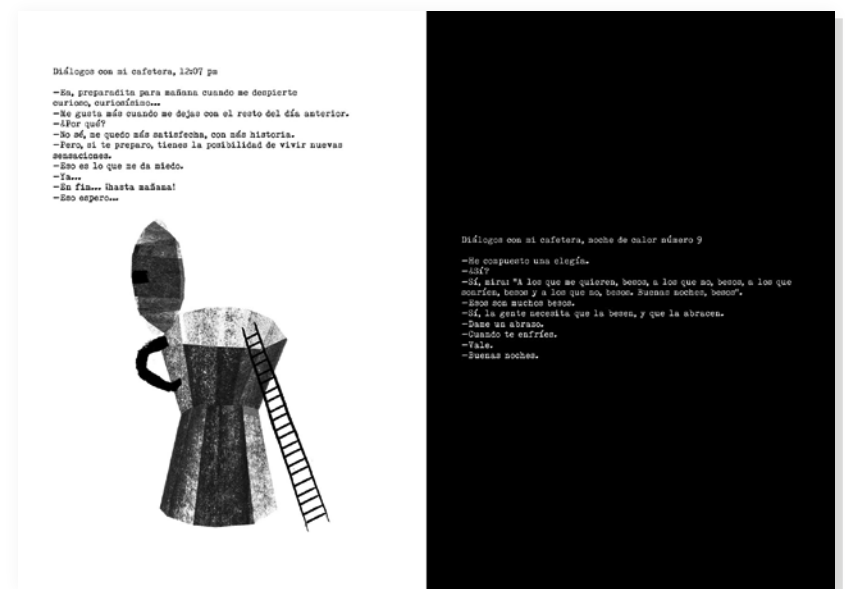 Diálogos con mi cafetera, 12:07 pm
—Ea, preparadita para mañana cuando me despierte
curioso, curiosísimo...
—Me gusta más cuando me dejas con el resto del día anterior.
—¿Por qué?
—No sé, me quedo más satisfecha, con más historia.
—Pero, si te preparo, tienes la posibilidad de vivir nuevas
sensaciones.
—Eso es lo que me da miedo.
—Ya...
—En fin... ¡hasta mañana!
—Eso espero...
Diálogos con mi cafetera, noche de calor número 9
—He compuesto una elegía.
—¿Sí?
—Sí, mira: "A los que me quieren, besos, a los que no, besos, a los que
sonríen, besos y a los que no, besos. Buenas noches, besos".
—Esos son muchos besos.
—Sí, la gente necesita que la besen, y que la abracen.
—Dame un abrazo.
—Cuando te enfríes.
—Vale.
—Buenas noches.